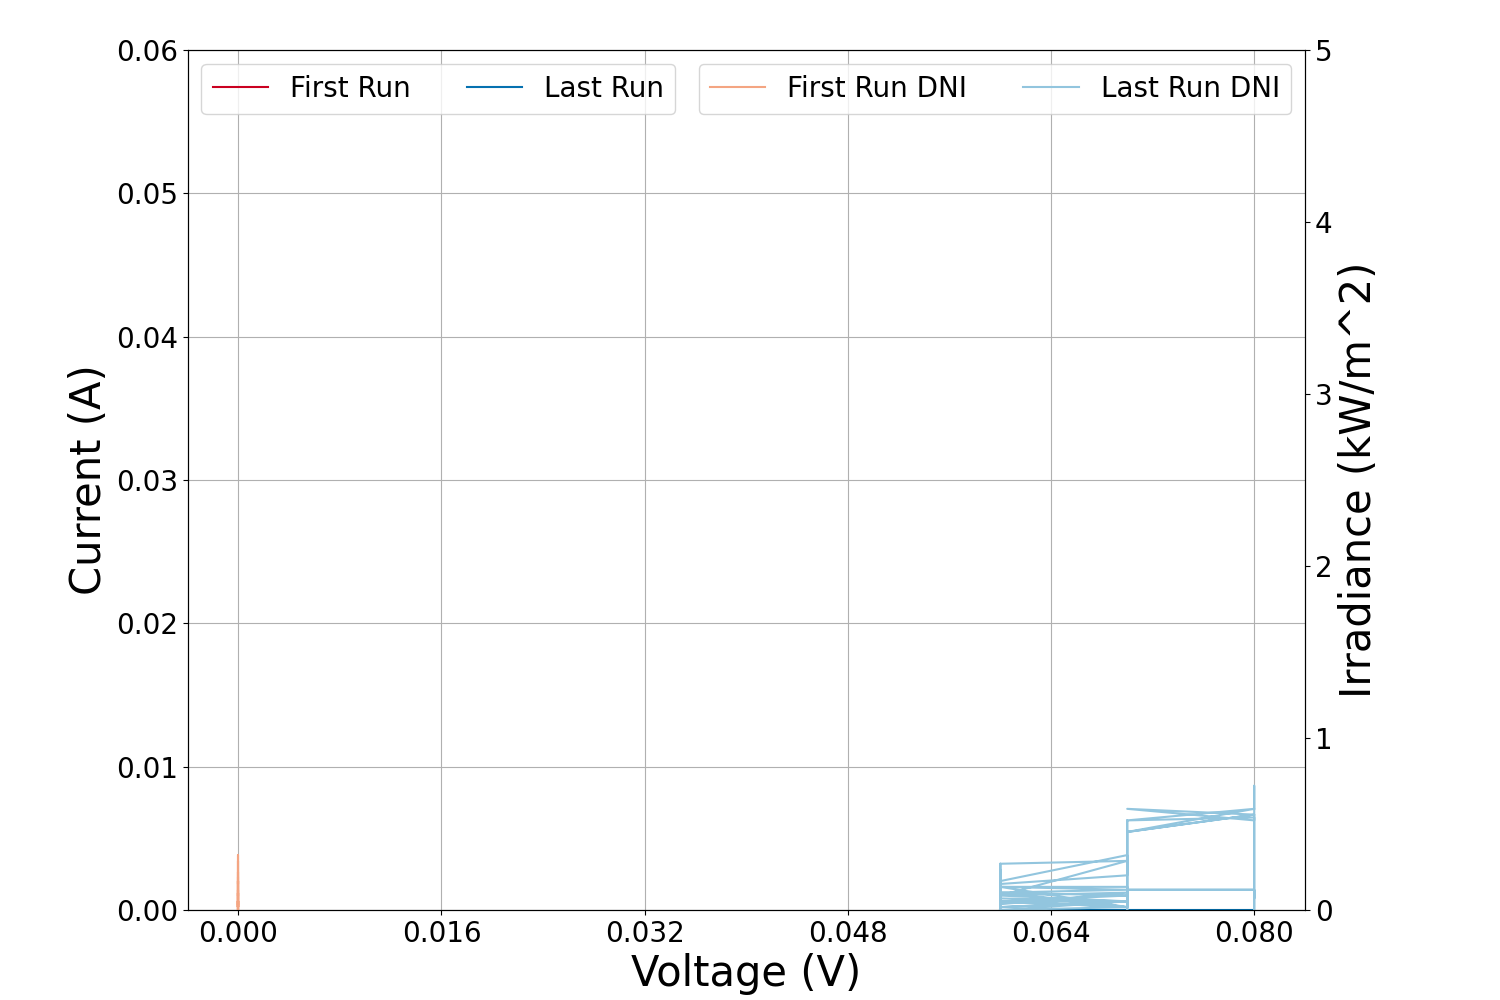 First Run
Last Run
First Run DNI
Last Run DNI
Current (A)
0.06
0.05
0.04
0.03
0.02
0.01
0.00
0.000
0.016
0.032
0.048
0.064
0.080
Voltage (V)
5
4
3
2
1
0
Irradiance (kW/m^2)